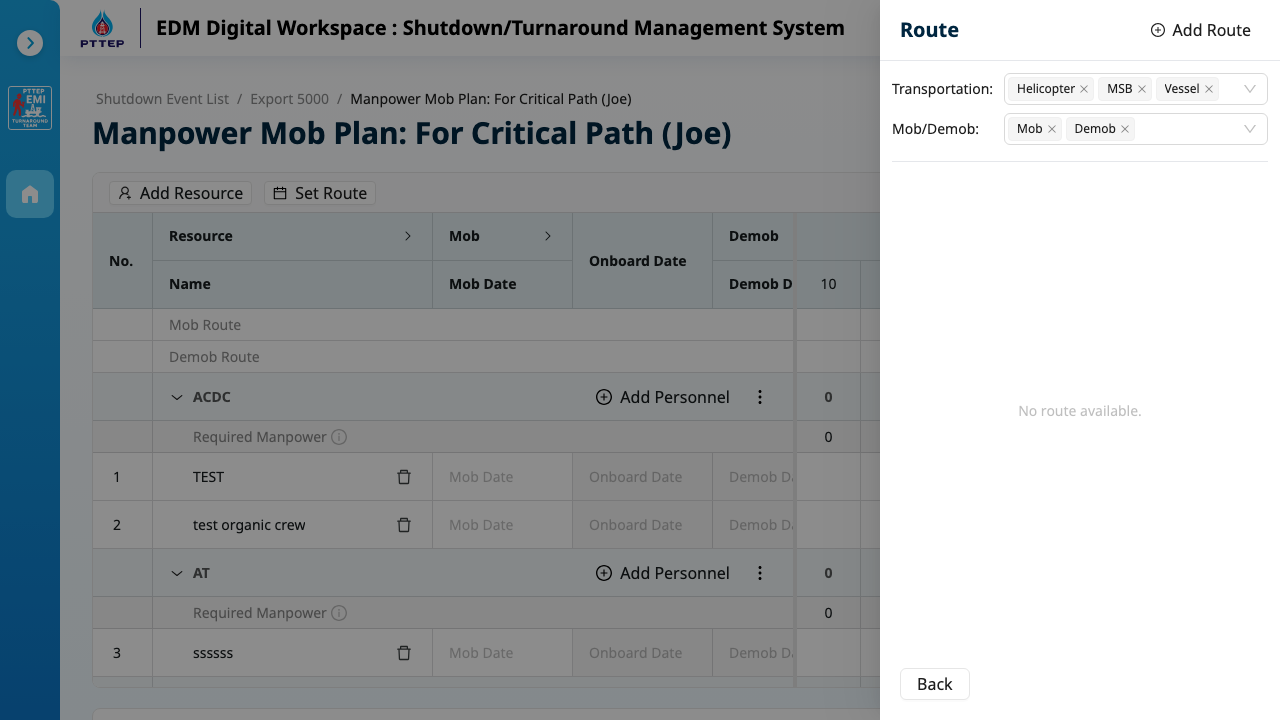 PTTEP
EDM Digital Workspace : Shutdown/Turnaround Management System
PTTEP
EMI
TURNAROUND
TEAM
Shutdown Event List / Export 5000 / Manpower Mob Plan: For Critical Path (Joe)
Manpower Mob Plan: For Critical Path (Joe)
Add Resource
Set Route
No.
Resource
Mob
Onboard Date
Demob
Name
Mob Date
Demob D
10
Mob Route
Demob Route
ACDC
Add Personnel
0
Required Manpower
0
1
TEST
Mob Date
Onboard Date
Demob Da
2
test organic crew
Mob Date
Onboard Date
Demob Da
AT
Add Personnel
0
Required Manpower
0
3
ssssss
Mob Date
Onboard Date
Demob Da
Route
Add Route
Transportation:
Helicopter
MSB
Vessel
Mob/Demob:
Mob
Demob
No route available.
Back